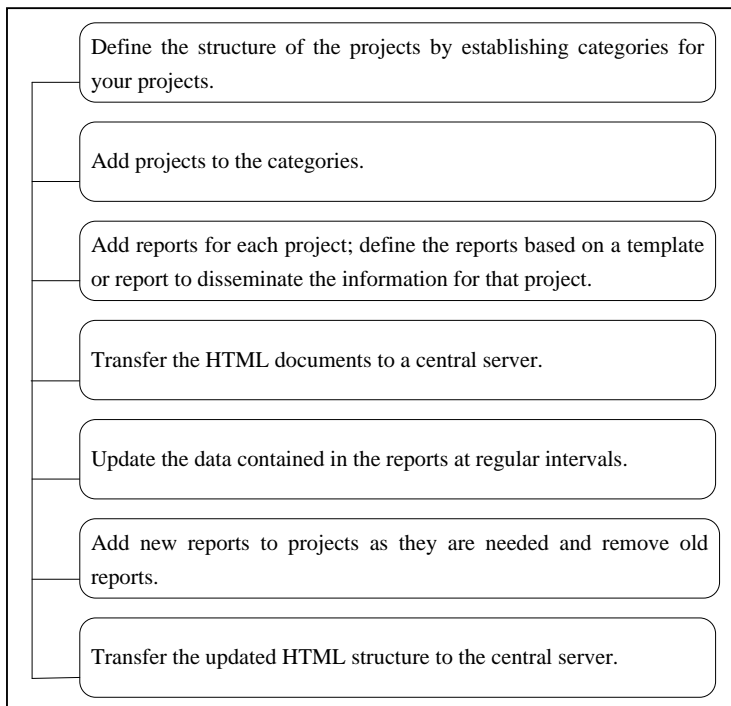 Define the structure of the projects by establishing categories for
your projects.
Add projects to the categories.
Add reports for each project; define the reports based on a template
or report to disseminate the information for that project.
Transfer the HTML documents to a central server.
Update the data contained in the reports at regular intervals.
Add new reports to projects as they are needed and remove old
reports.
Transfer the updated HTML structure to the central server.